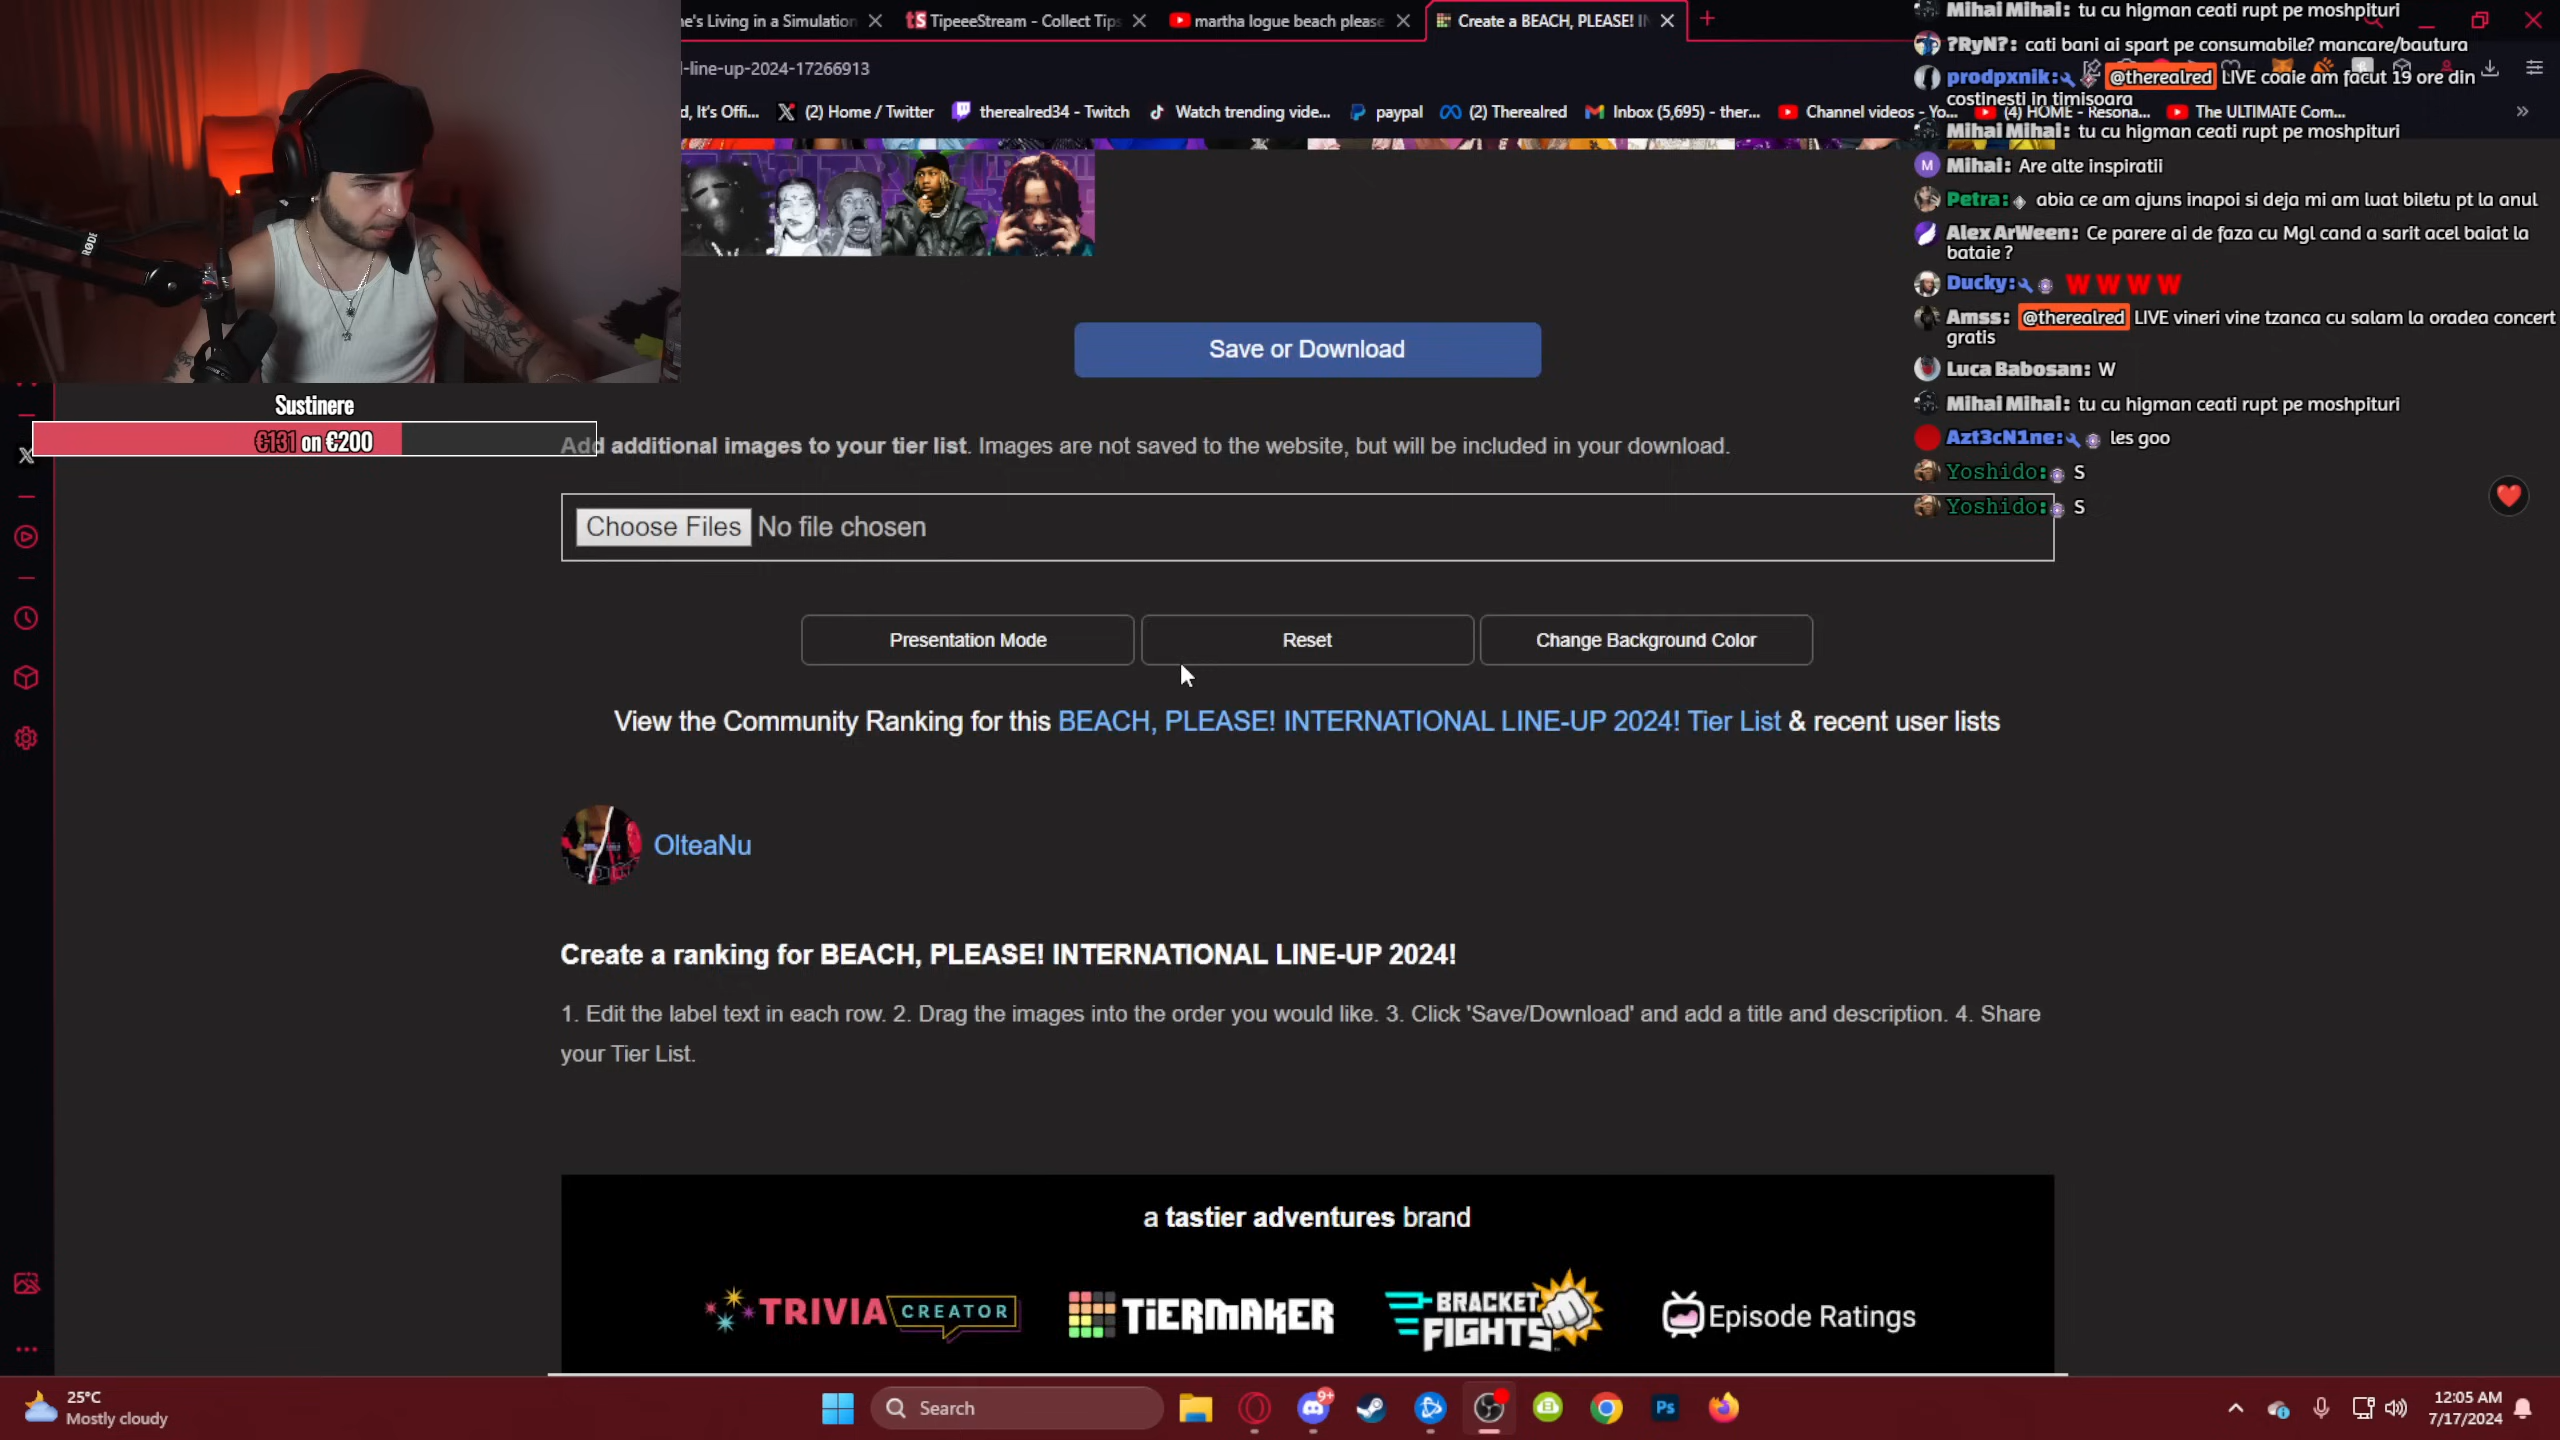 ne's Living in a Simulation
TipeeeStream - Collect Tips
martha logue beach please
Create a BEACH, PLEASE! IN
l-line-up-2024-17266913
d, It's Offi...
(2) Home / Twitter
therealred34 - Twitch
Watch trending vide...
paypal
(2) Therealred
Inbox (5,695) - ther...
Channel videos - Yo...
(4) HOME - Resona...
The ULTIMATE Com...
Mihai Mihai: tu cu higman ceati rupt pe moshpituri
?RyN?: cati bani ai spart pe consumabile? mancare/bautura
prodpxnik: @therealred LIVE coaie am facut 19 ore din
costinesti in timisoara
Mihai Mihai: tu cu higman ceati rupt pe moshpituri
Mihai: Are alte inspiratii
Petra: abia ce am ajuns inapoi si deja mi am luat biletu pt la anul
Alex ArWeen: Ce parere ai de faza cu Mgl cand a sarit acel baiat la
bataie ?
Ducky: W W W W
Amss: @therealred LIVE vineri vine tzanca cu salam la oradea concert
gratis
Luca Babosan: W
Mihai Mihai: tu cu higman ceati rupt pe moshpituri
Azt3cN1ne: les goo
Yoshido: S
Yoshido: S
RØDE
Sustinere
€131 on €200
Save or Download
Add additional images to your tier list. Images are not saved to the website, but will be included in your download.
Choose Files No file chosen
Presentation Mode
Reset
Change Background Color
View the Community Ranking for this BEACH, PLEASE! INTERNATIONAL LINE-UP 2024! Tier List & recent user lists
OlteaNu
Create a ranking for BEACH, PLEASE! INTERNATIONAL LINE-UP 2024!
1. Edit the label text in each row. 2. Drag the images into the order you would like. 3. Click 'Save/Download' and add a title and description. 4. Share
your Tier List.
a tastier adventures brand
TRIVIA CREATOR
TiERMAKER
BRACKET
FIGHTS
Episode Ratings
25°C
Mostly cloudy
Search
9+
Ps
12:05 AM
7/17/2024